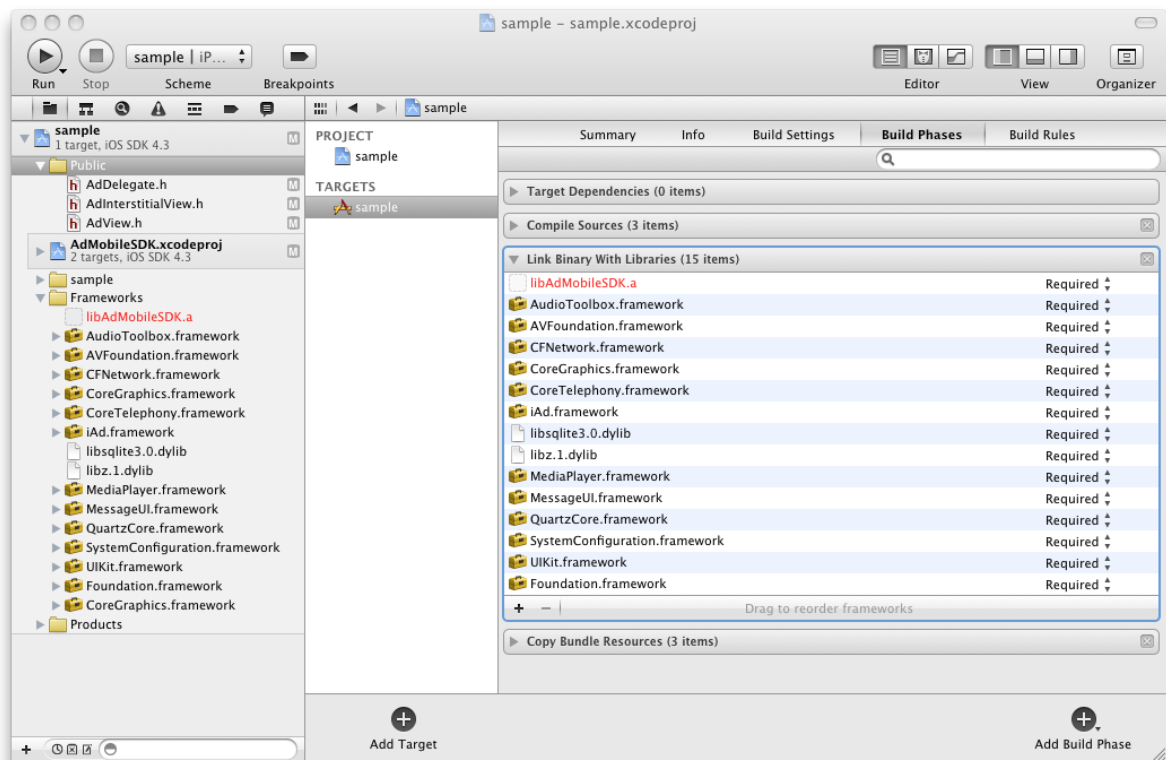 sample – sample.xcodeproj
sample | iP...
Run
Stop
Scheme
Breakpoints
Editor
View
Organizer
sample
sample
1 target, iOS SDK 4.3
M
Public
h AdDelegate.h M
h AdInterstitialView.h M
h AdView.h M
AdMobileSDK.xcodeproj
2 targets, iOS SDK 4.3
M
sample
Frameworks
libAdMobileSDK.a
AudioToolbox.framework
AVFoundation.framework
CFNetwork.framework
CoreGraphics.framework
CoreTelephony.framework
iAd.framework
libsqlite3.0.dylib
libz.1.dylib
MediaPlayer.framework
MessageUI.framework
QuartzCore.framework
SystemConfiguration.framework
UIKit.framework
Foundation.framework
CoreGraphics.framework
Products
PROJECT
sample
TARGETS
sample
Summary Info Build Settings Build Phases Build Rules
Target Dependencies (0 items)
Compile Sources (3 items)
Link Binary With Libraries (15 items)
libAdMobileSDK.a Required
AudioToolbox.framework Required
AVFoundation.framework Required
CFNetwork.framework Required
CoreGraphics.framework Required
CoreTelephony.framework Required
iAd.framework Required
libsqlite3.0.dylib Required
libz.1.dylib Required
MediaPlayer.framework Required
MessageUI.framework Required
QuartzCore.framework Required
SystemConfiguration.framework Required
UIKit.framework Required
Foundation.framework Required
Drag to reorder frameworks
Copy Bundle Resources (3 items)
Add Target
Add Build Phase